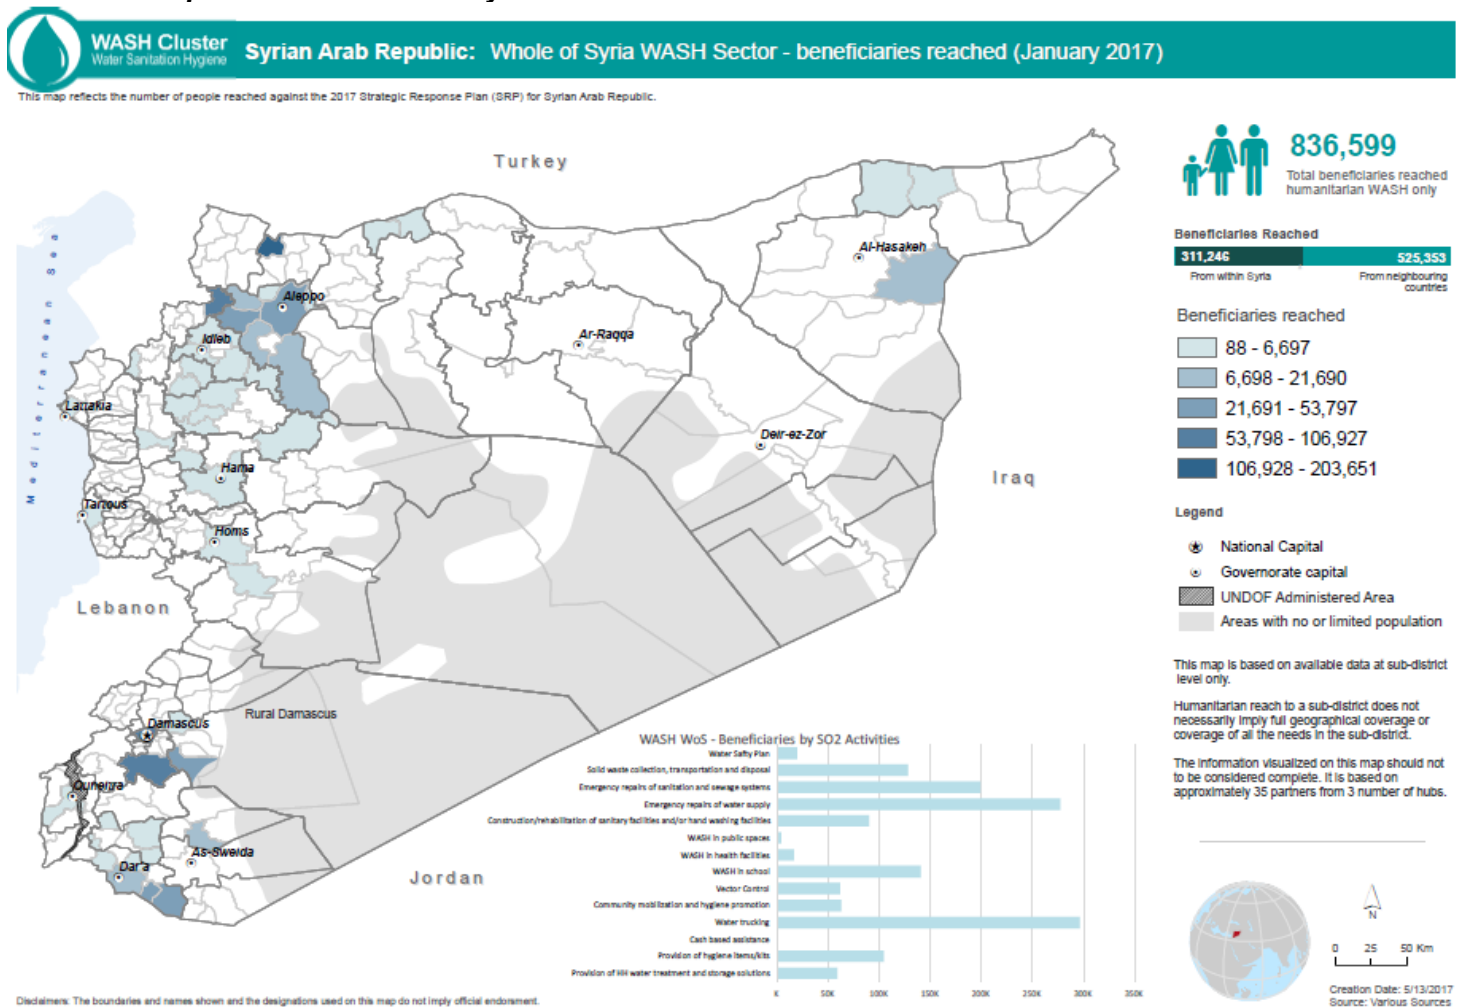 WASH Cluster
Water Sanitation Hygiene
Syrian Arab Republic: Whole of Syria WASH Sector - beneficiaries reached (January 2017)
This map reflects the number of people reached against the 2017 Strategic Response Plan (SRP) for Syrian Arab Republic.
836,599
Total beneficiaries reached
humanitarian WASH only
Beneficiaries Reached
311,246 525,353
From within Syria From neighbouring
countries
Beneficiaries reached
88 - 6,697
6,698 - 21,690
21,691 - 53,797
53,798 - 106,927
106,928 - 203,651
Legend
National Capital
Governorate capital
UNDOF Administered Area
Areas with no or limited population
This map is based on available data at sub-district
level only.
Humanitarian reach to a sub-district does not
necessarily imply full geographical coverage or
coverage of all the needs in the sub-district.
The information visualized on this map should not
to be considered complete. It is based on
approximately 35 partners from 3 number of hubs.
N
0 25 50 Km
Creation Date: 5/13/2017
Source: Various Sources
Turkey
Mediterranean Sea
Al-Hasakeh
Aleppo
Ar-Raqqa
Idleb
Lattakia
Deir-ez-Zor
Iraq
Hama
Tartous
Homs
Lebanon
Damascus
Rural Damascus
Quneitra
As-Sweida
Dar'a
Jordan
WASH WoS - Beneficiaries by SO2 Activities
Water Safty Plan
Solid waste collection, transportation and disposal
Emergency repairs of sanitation and sewage systems
Emergency repairs of water supply
Construction/rehabilitation of sanitary facilities and/or hand washing facilities
WASH in public spaces
WASH in health facilities
WASH in school
Vector Control
Community mobilization and hygiene promotion
Water trucking
Cash based assistance
Provision of hygiene items/kits
Provision of HH water treatment and storage solutions
K 50K 100K 150K 200K 250K 300K 350K
Disclaimers: The boundaries and names shown and the designations used on this map do not imply official endorsment.